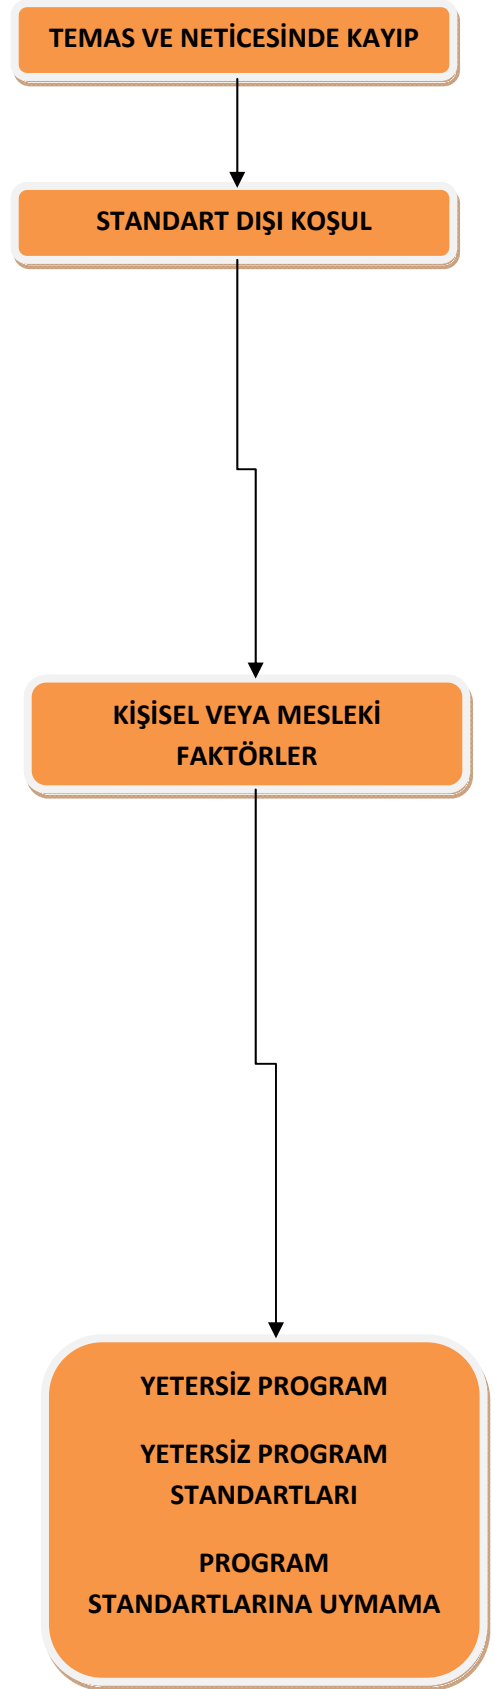 TEMAS VE NETİCESİNDE KAYIP
STANDART DIŞI KOŞUL
KİŞİSEL VEYA MESLEKİ
FAKTÖRLER
YETERSİZ PROGRAM
YETERSİZ PROGRAM
STANDARTLARI
PROGRAM
STANDARTLARINA UYMAMA